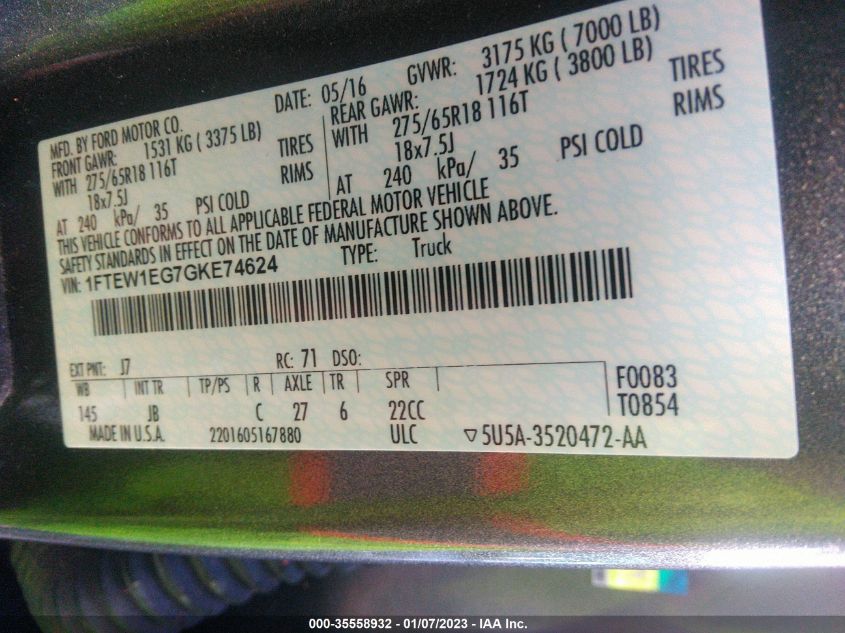 MFD. BY FORD MOTOR CO.
DATE: 05/16 GVWR: 3175 KG ( 7000 LB)
FRONT GAWR: 1531 KG ( 3375 LB)
REAR GAWR: 1724 KG ( 3800 LB)
WITH 275/65R18 116T TIRES
WITH 275/65R18 116T TIRES
18x7.5J RIMS
18x7.5J RIMS
AT 240 kPa/ 35 PSI COLD
AT 240 kPa/ 35 PSI COLD
THIS VEHICLE CONFORMS TO ALL APPLICABLE FEDERAL MOTOR VEHICLE
SAFETY STANDARDS IN EFFECT ON THE DATE OF MANUFACTURE SHOWN ABOVE.
VIN: 1FTEW1EG7GKE74624 TYPE: Truck
EXT PNT: J7 RC: 71 DSO:
WB INT TR TP/PS R AXLE TR SPR F0083
145 JB C 27 6 22CC T0854
MADE IN U.S.A. 2201605167880 ULC ▽5U5A-3520472-AA
000-35558932 - 01/07/2023 - IAA Inc.